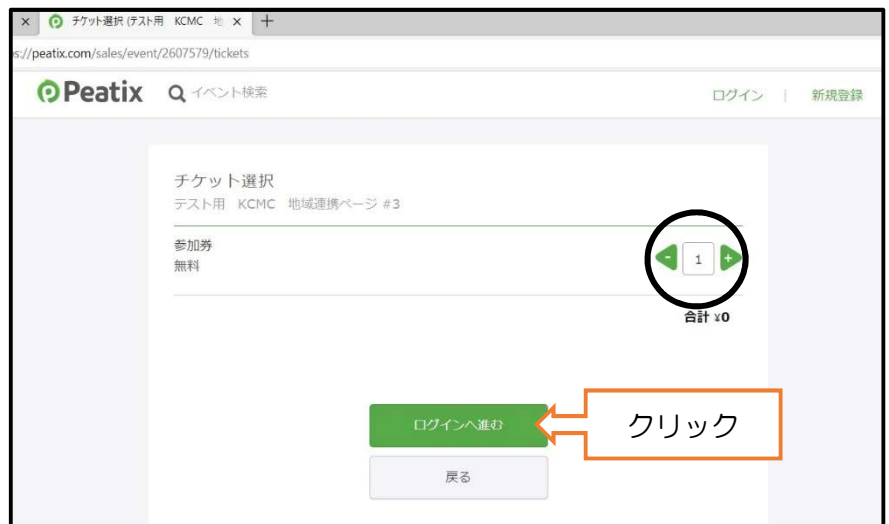 × チケット選択 (テスト用 KCMC 地 × +
s://peatix.com/sales/event/2607579/tickets
Peatix イベント検索 ログイン | 新規登録
チケット選択
テスト用 KCMC 地域連携ページ #3
参加券
無料
- 1 +
合計 ¥0
ログインへ進む
クリック
戻る